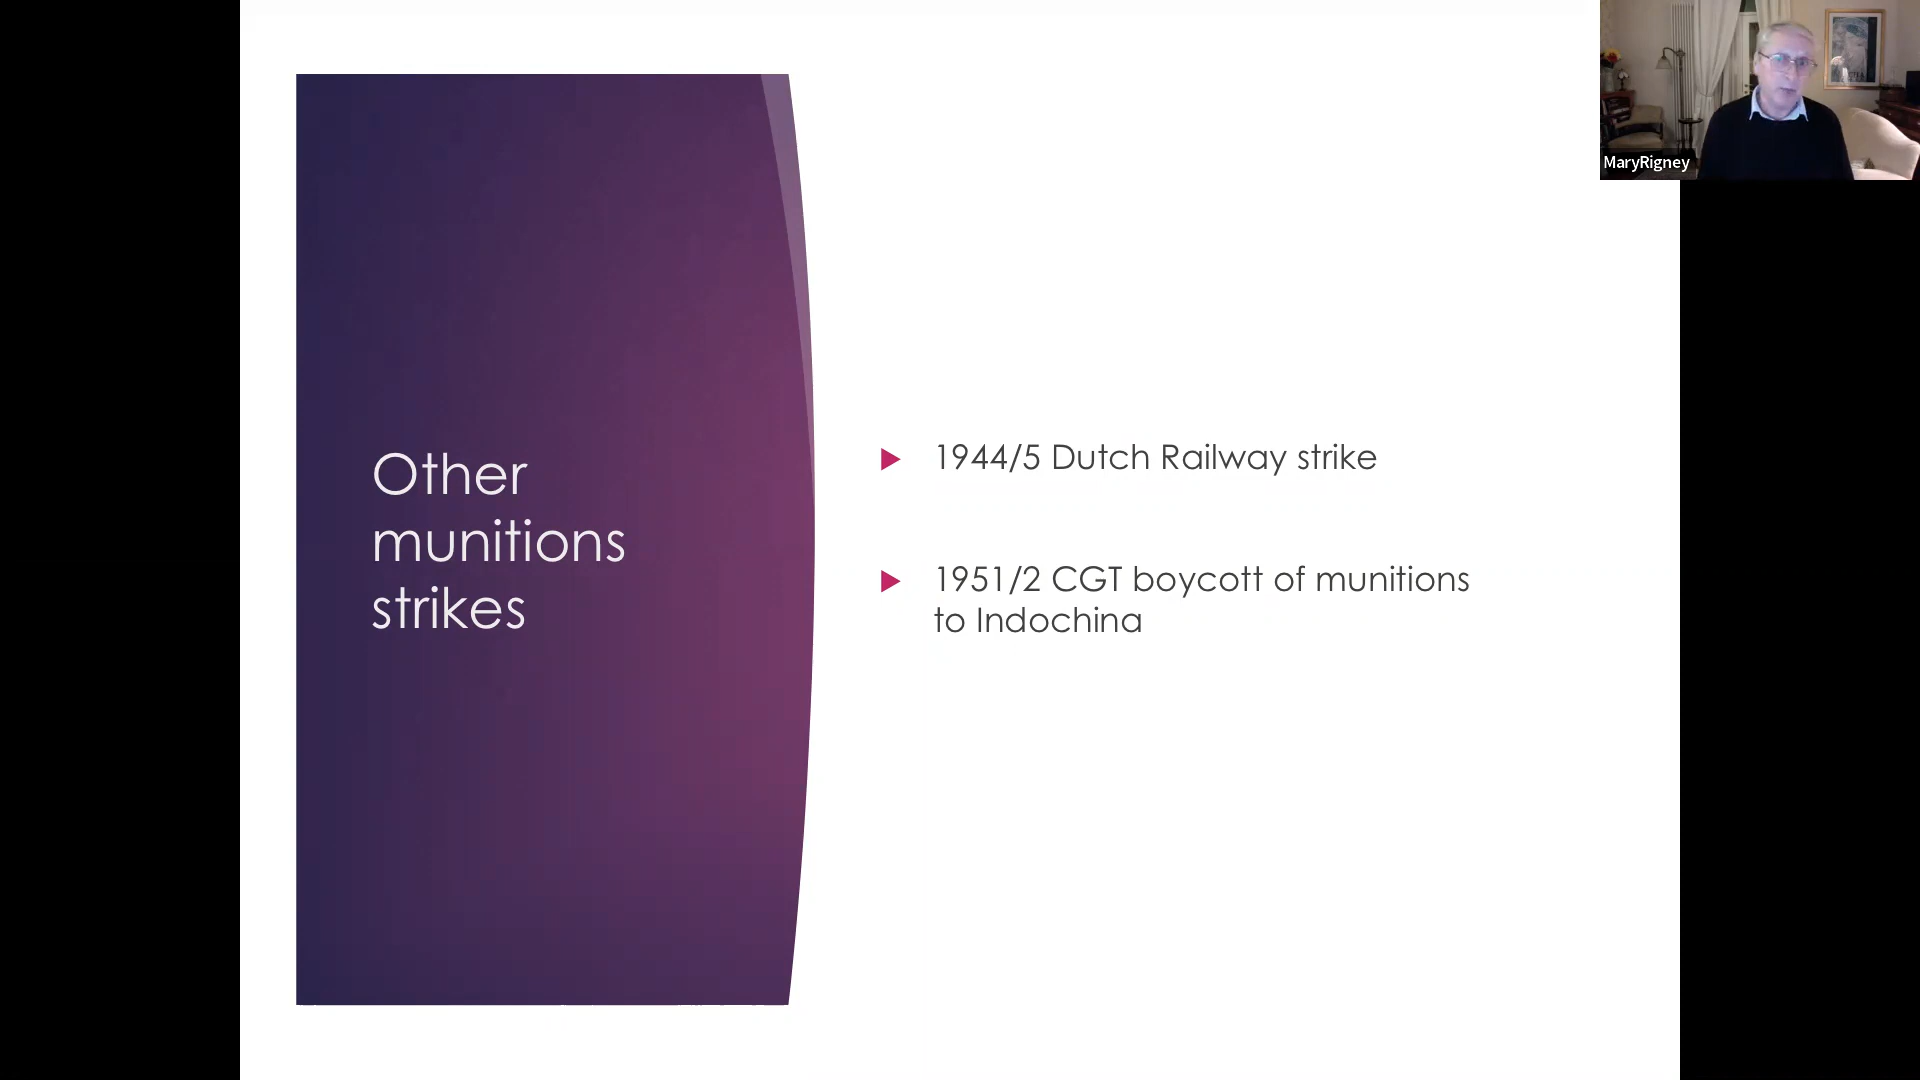 Other
munitions
strikes
1944/5 Dutch Railway strike
1951/2 CGT boycott of munitions
to Indochina
MaryRigney